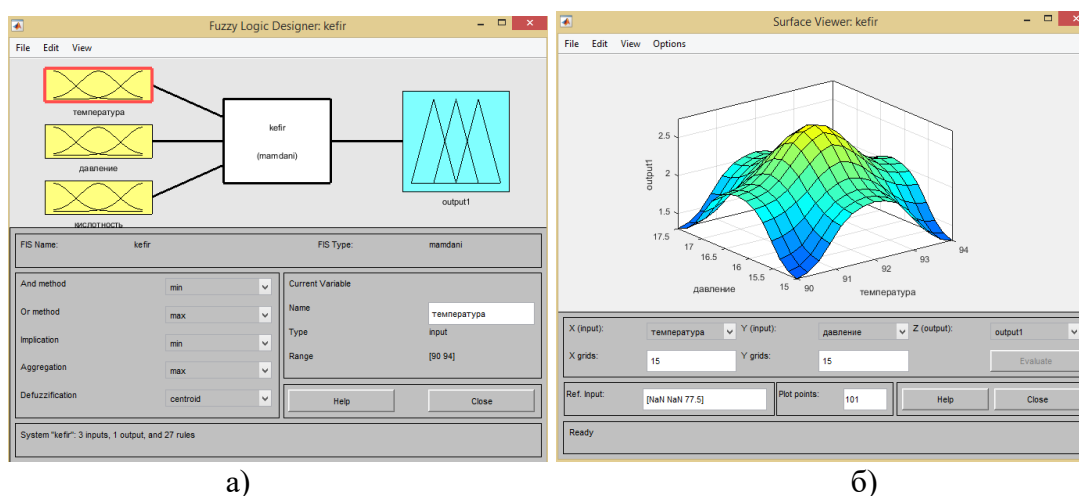 Fuzzy Logic Designer: kefir
File Edit View
температура
давление
кислотность
kefir
(mamdani)
output1
FIS Name: kefir FIS Type: mamdani
And method min
Or method max
Implication min
Aggregation max
Defuzzification centroid
Current Variable
Name температура
Type input
Range [90 94]
Help Close
System "kefir": 3 inputs, 1 output, and 27 rules
а)
Surface Viewer: kefir
File Edit View Options
2.5
2
1.5
output1
17.5
17
16.5
16
15.5
15
давление
90
91
92
93
94
температура
X (input): температура Y (input): давление Z (output): output1
X grids: 15 Y grids: 15 Evaluate
Ref. Input: [NaN NaN 77.5] Plot points: 101 Help Close
Ready
б)